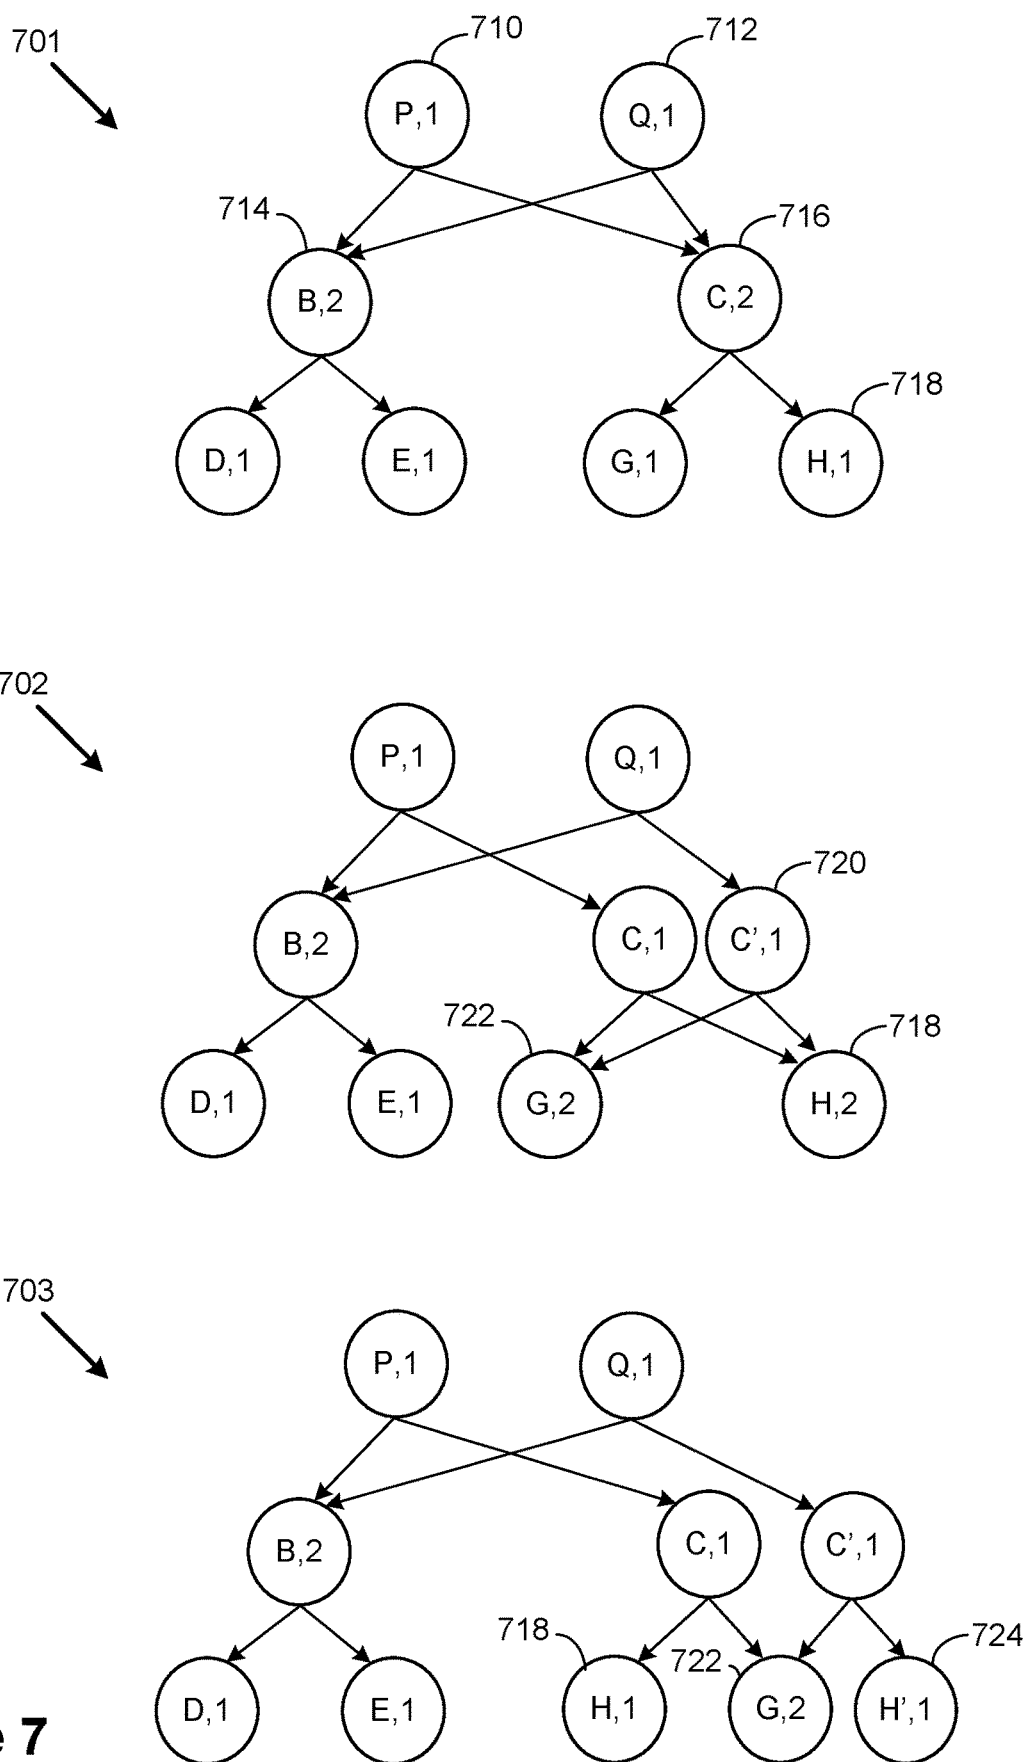 701
710
712
P,1
Q,1
714
716
B,2
C,2
718
D,1
E,1
G,1
H,1
702
P,1
Q,1
720
B,2
C,1
C’,1
722
718
D,1
E,1
G,2
H,2
703
P,1
Q,1
B,2
C,1
C’,1
718
722
724
D,1
E,1
H,1
G,2
H’,1
7